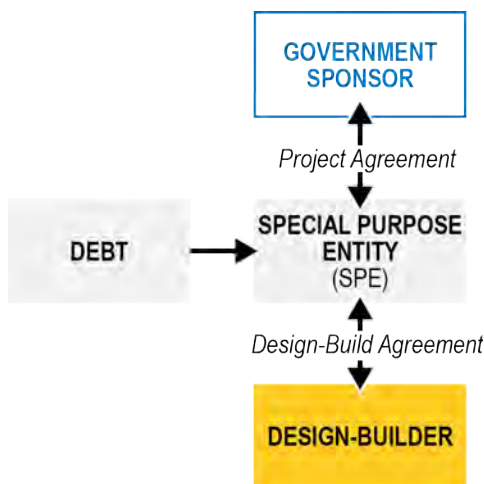 GOVERNMENT
SPONSOR
Project Agreement
DEBT
SPECIAL PURPOSE
ENTITY
(SPE)
Design-Build Agreement
DESIGN-BUILDER